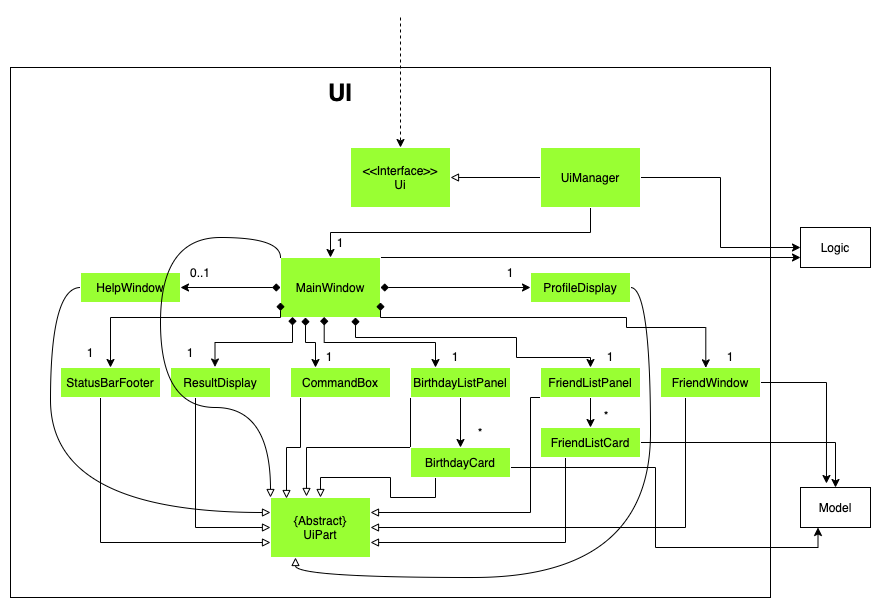 UI
<<Interface>>
Ui
UiManager
Logic
1
0..1
1
HelpWindow
MainWindow
ProfileDisplay
1
1
1
1
1
1
StatusBarFooter
ResultDisplay
CommandBox
BirthdayListPanel
FriendListPanel
FriendWindow
*
*
BirthdayCard
FriendListCard
{Abstract}
UiPart
Model